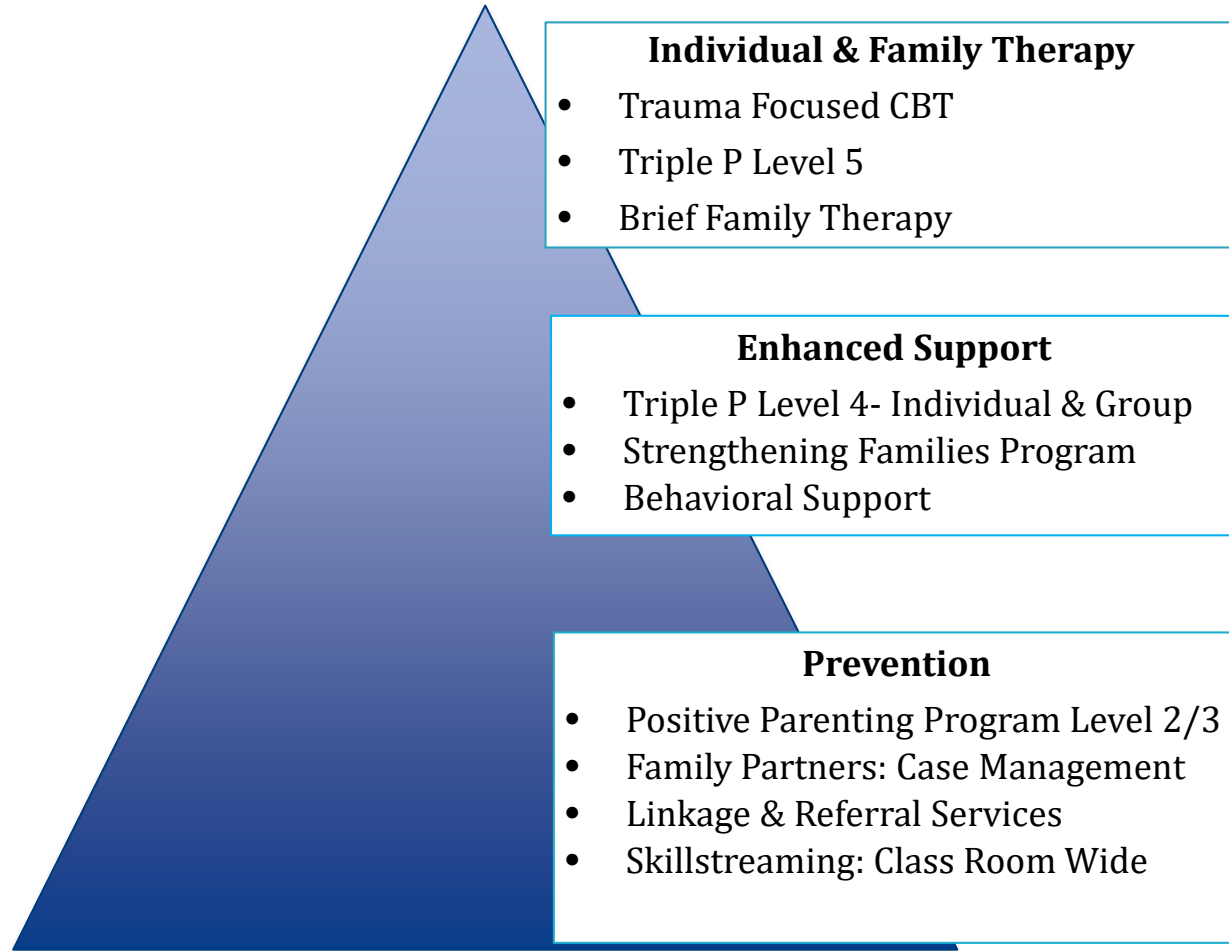 Individual & Family Therapy
• Trauma Focused CBT
• Triple P Level 5
• Brief Family Therapy
Enhanced Support
• Triple P Level 4- Individual & Group
• Strengthening Families Program
• Behavioral Support
Prevention
• Positive Parenting Program Level 2/3
• Family Partners: Case Management
• Linkage & Referral Services
• Skillstreaming: Class Room Wide